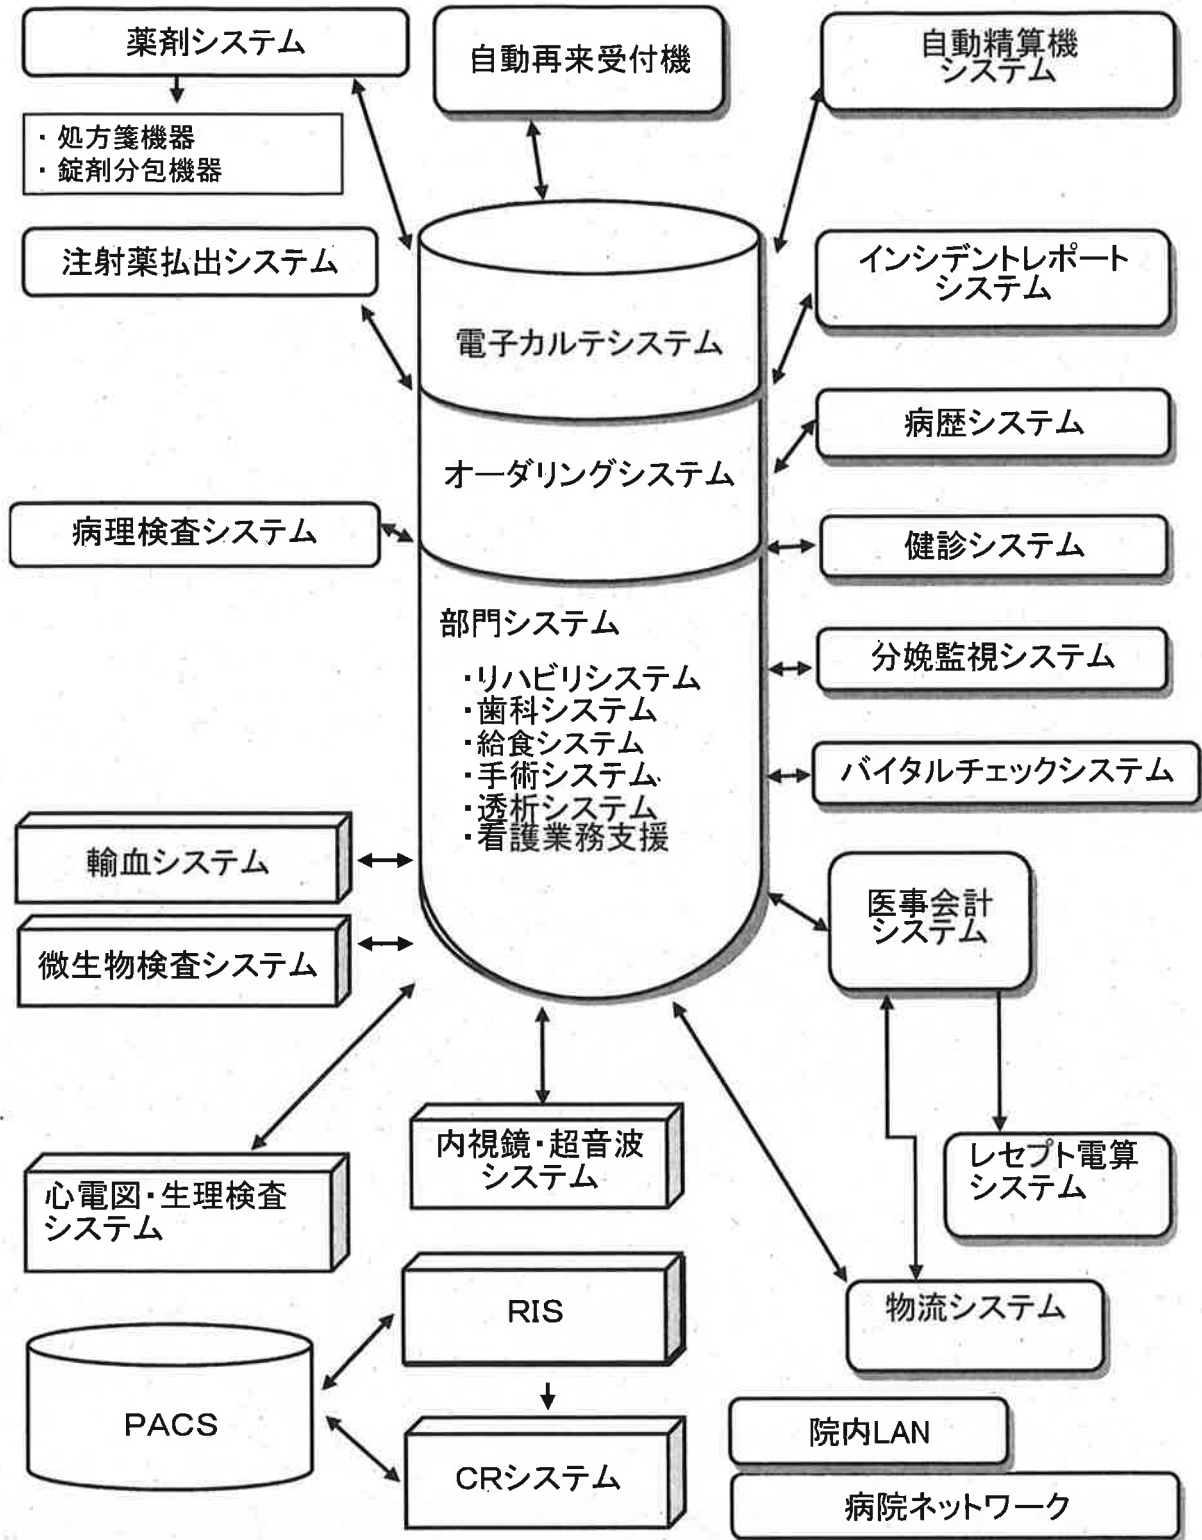 薬剤システム
自動再来受付機
自動精算機
システム
・処方箋機器
・錠剤分包機器
注射薬払出システム
インシデントレポート
システム
電子カルテシステム
病歴システム
オーダリングシステム
病理検査システム
健診システム
部門システム
・リハビリシステム
・歯科システム
・給食システム
・手術システム
・透析システム
・看護業務支援
分娩監視システム
バイタルチェックシステム
輸血システム
微生物検査システム
医事会計
システム
内視鏡・超音波
システム
心電図・生理検査
システム
レセプト電算
システム
物流システム
RIS
PACS
CRシステム
院内LAN
病院ネットワーク